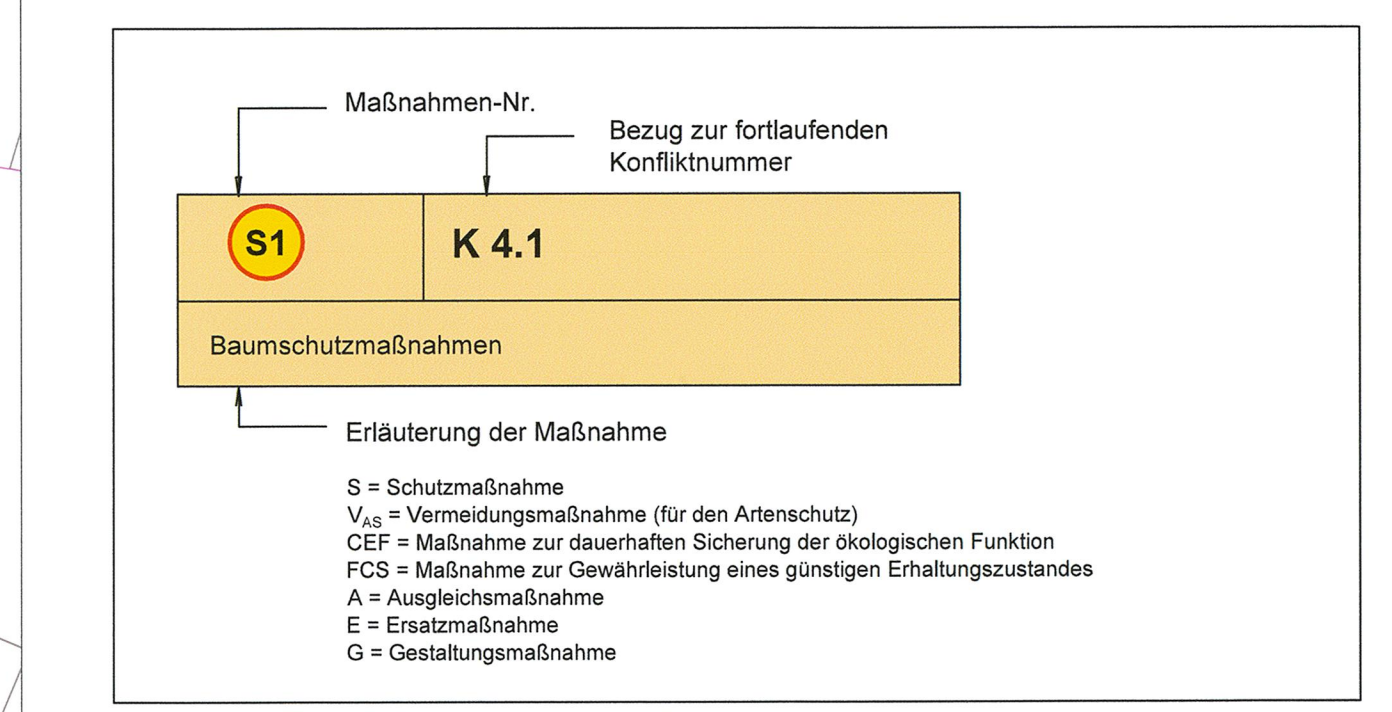 Maßnahmen-Nr.
Bezug zur fortlaufenden
Konfliktnummer
S1
K 4.1
Baumschutzmaßnahmen
Erläuterung der Maßnahme
S = Schutzmaßnahme
V_AS = Vermeidungsmaßnahme (für den Artenschutz)
CEF = Maßnahme zur dauerhaften Sicherung der ökologischen Funktion
FCS = Maßnahme zur Gewährleistung eines günstigen Erhaltungszustandes
A = Ausgleichsmaßnahme
E = Ersatzmaßnahme
G = Gestaltungsmaßnahme